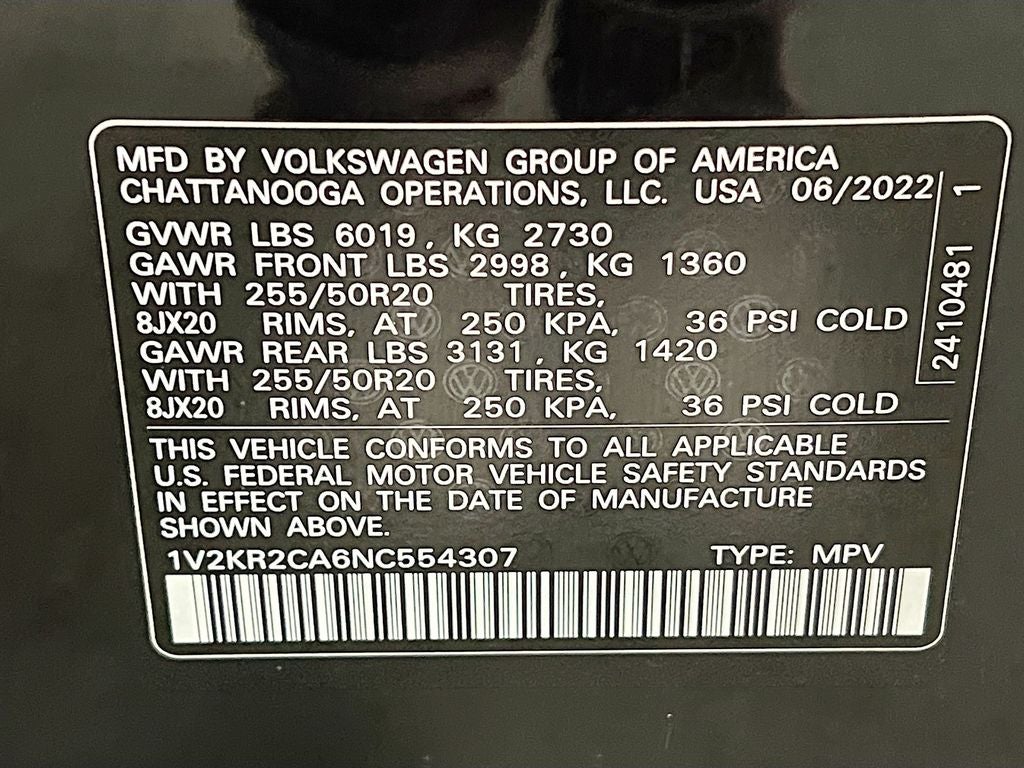 MFD BY VOLKSWAGEN GROUP OF AMERICA
CHATTANOOGA OPERATIONS, LLC. USA 06/2022
GVWR LBS 6019, KG 2730
GAWR FRONT LBS 2998, KG 1360
WITH 255/50R20 TIRES,
8JX20 RIMS, AT 250 KPA, 36 PSI COLD
GAWR REAR LBS 3131, KG 1420
WITH 255/50R20 TIRES,
8JX20 RIMS, AT 250 KPA, 36 PSI COLD
2410481 1
THIS VEHICLE CONFORMS TO ALL APPLICABLE
U.S. FEDERAL MOTOR VEHICLE SAFETY STANDARDS
IN EFFECT ON THE DATE OF MANUFACTURE
SHOWN ABOVE.
1V2KR2CA6NC554307 TYPE: MPV